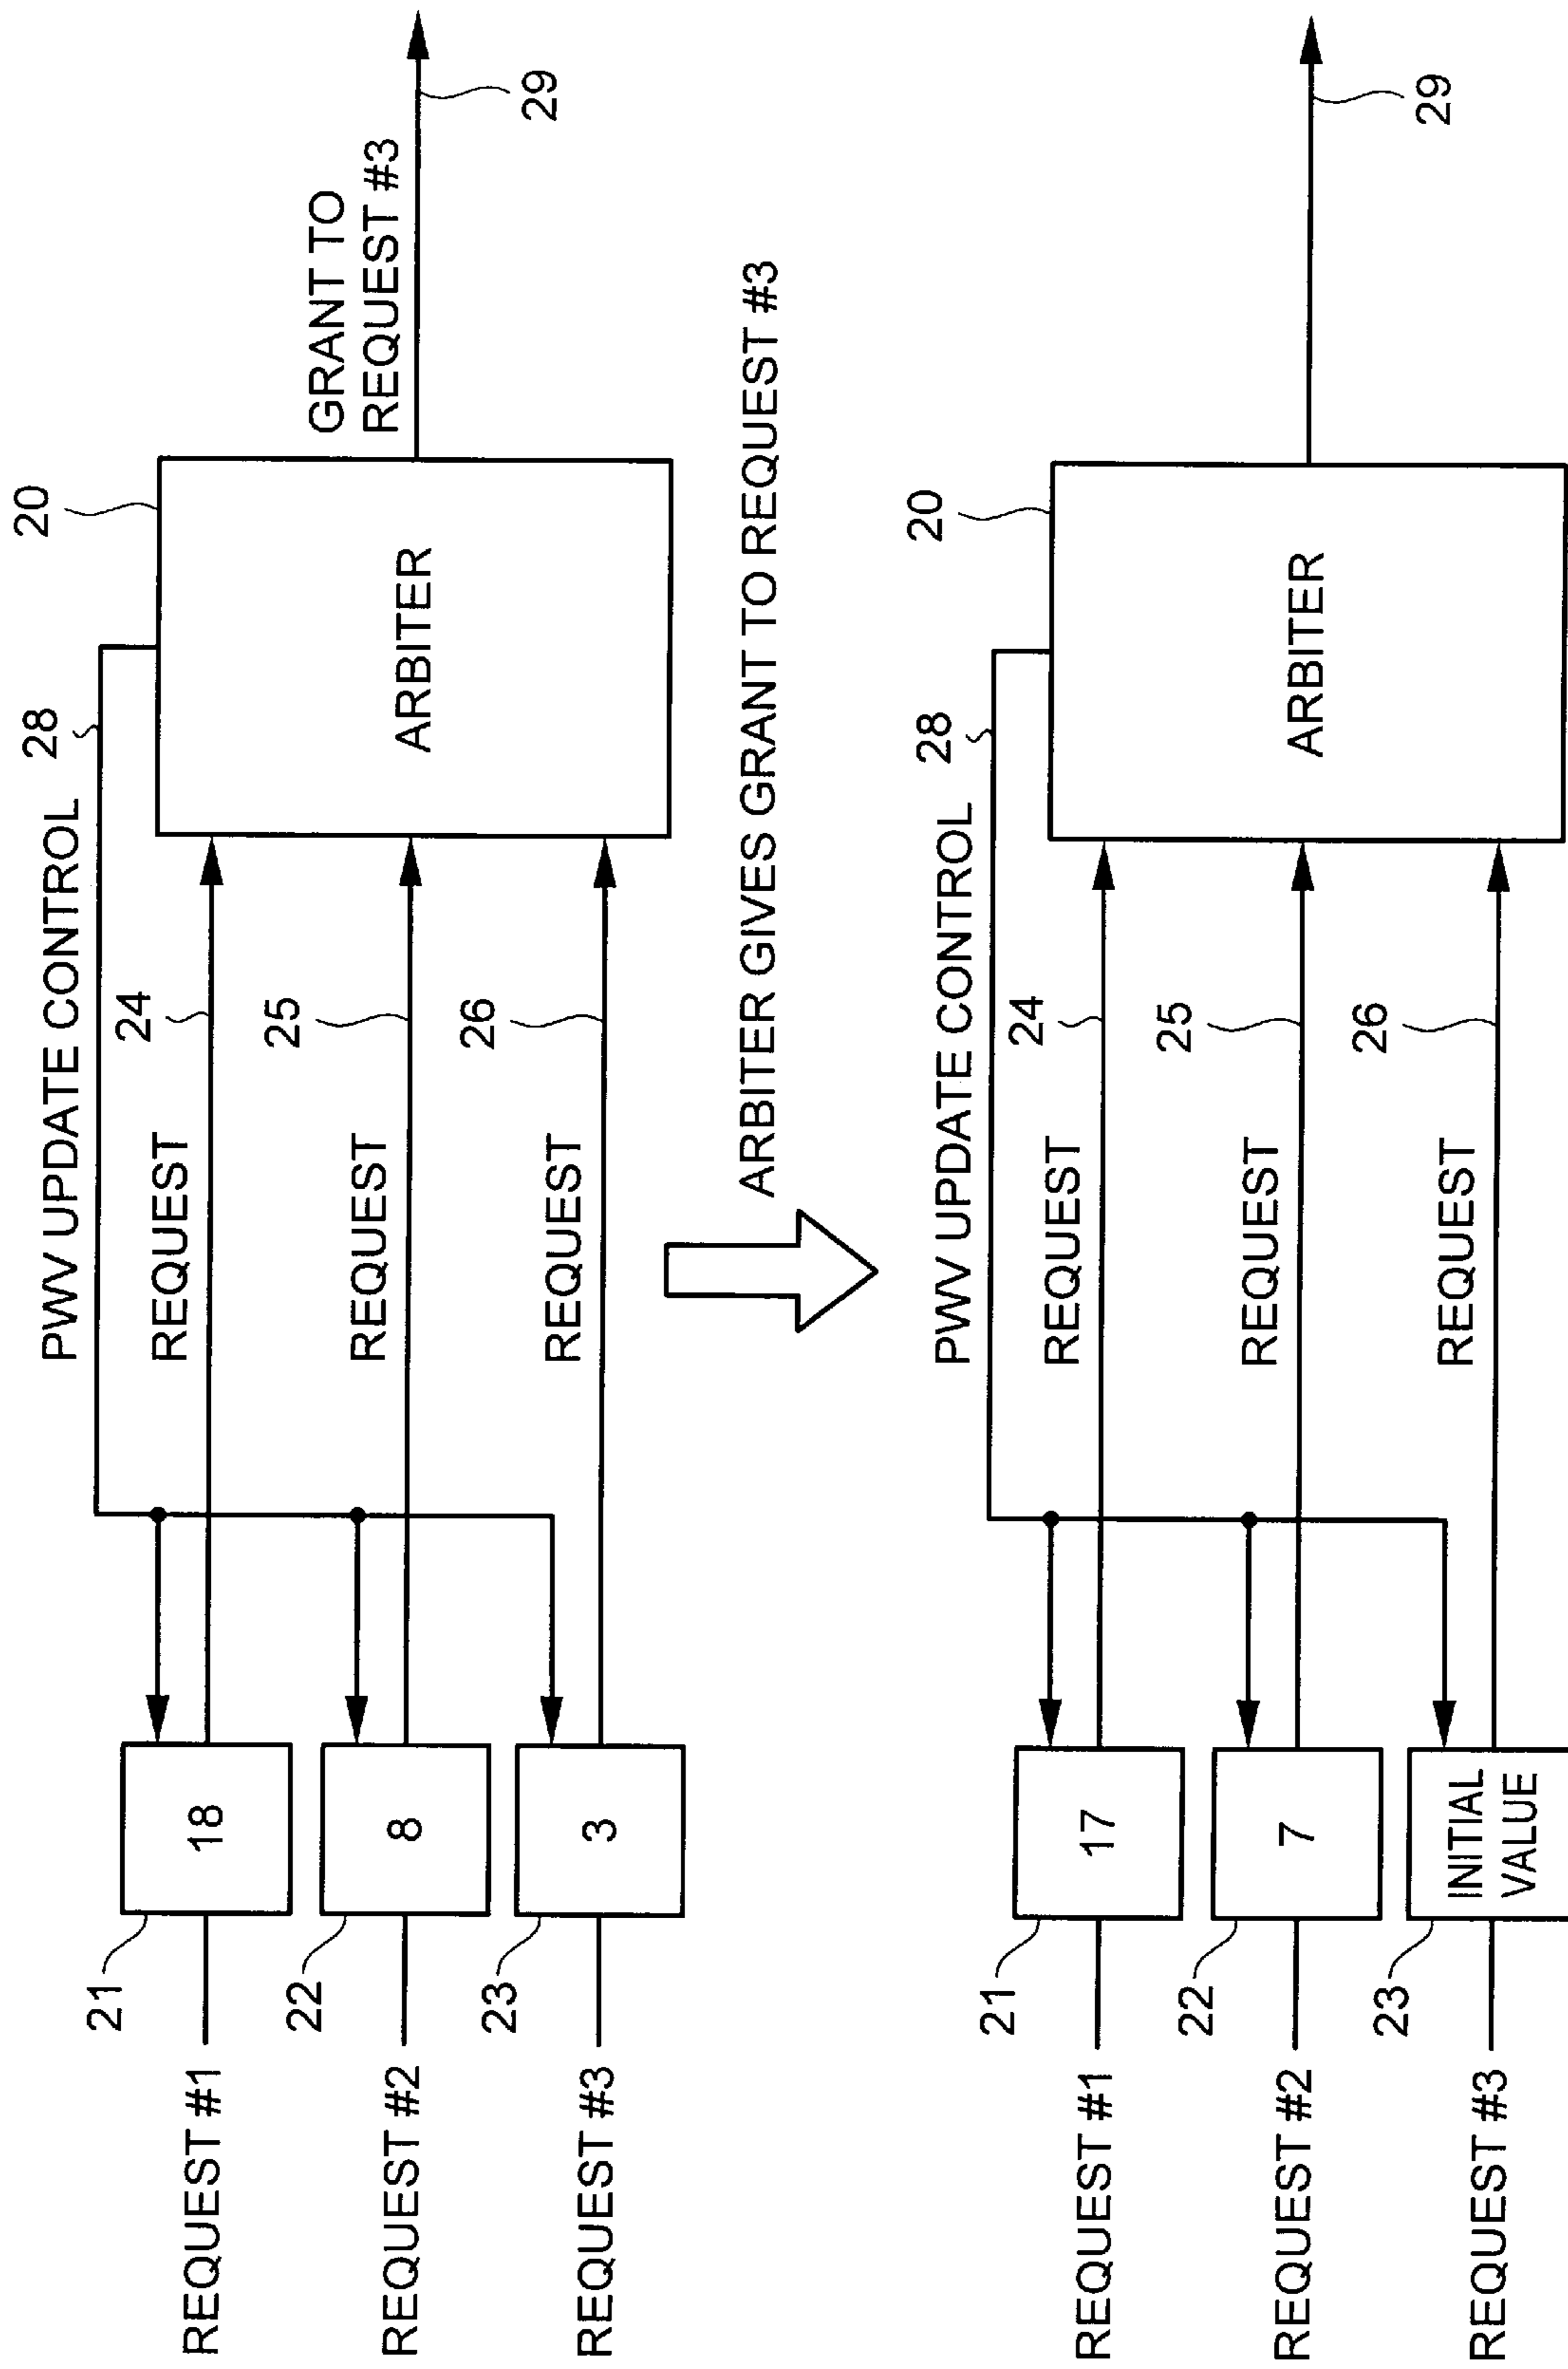 PWV UPDATE CONTROL
28
20
REQUEST #1
21
18
REQUEST
24
REQUEST #2
22
8
REQUEST
25
ARBITER
GRANT TO
REQUEST #3
29
REQUEST #3
23
3
REQUEST
26
ARBITER GIVES GRANT TO REQUEST #3
PWV UPDATE CONTROL
28
20
REQUEST #1
21
17
REQUEST
24
REQUEST #2
22
7
REQUEST
25
ARBITER
29
REQUEST #3
23
INITIAL
VALUE
REQUEST
26